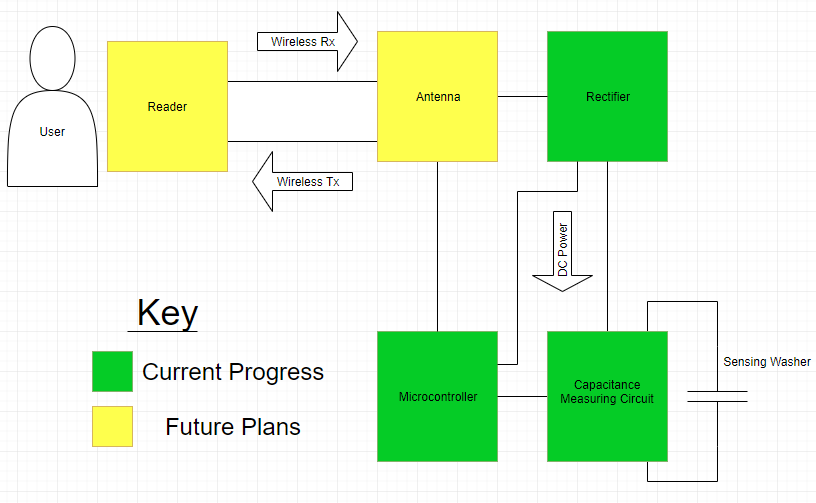 Wireless Rx
User
Reader
Antenna
Rectifier
Wireless Tx
DC Power
Key
Current Progress
Future Plans
Microcontroller
Capacitance
Measuring Circuit
Sensing Washer